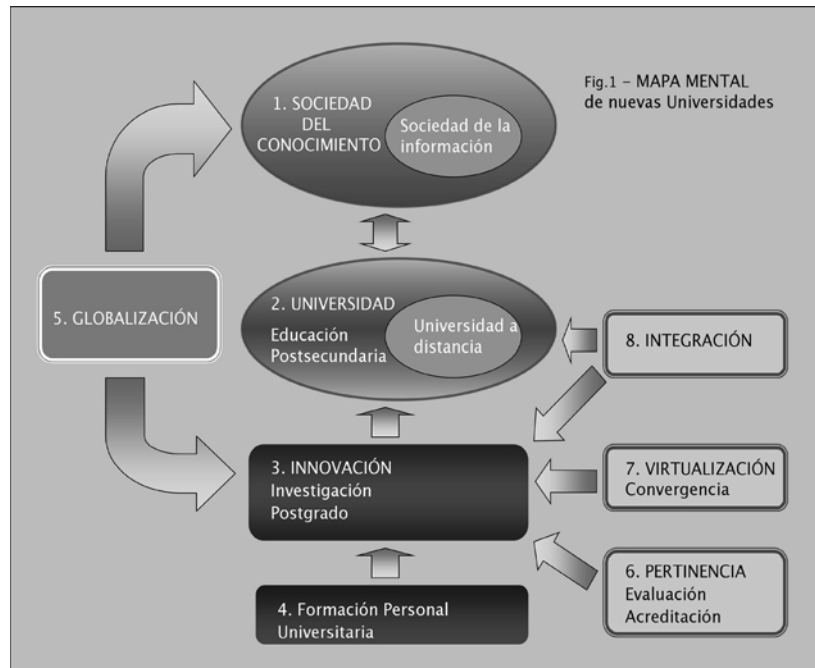 Fig.1 – MAPA MENTAL
de nuevas Universidades
1. SOCIEDAD
DEL
CONOCIMIENTO
Sociedad de la
información
2. UNIVERSIDAD
Educación
Postsecundaria
Universidad a
distancia
5. GLOBALIZACIÓN
8. INTEGRACIÓN
3. INNOVACIÓN
Investigación
Postgrado
7. VIRTUALIZACIÓN
Convergencia
4. Formación Personal
Universitaria
6. PERTINENCIA
Evaluación
Acreditación